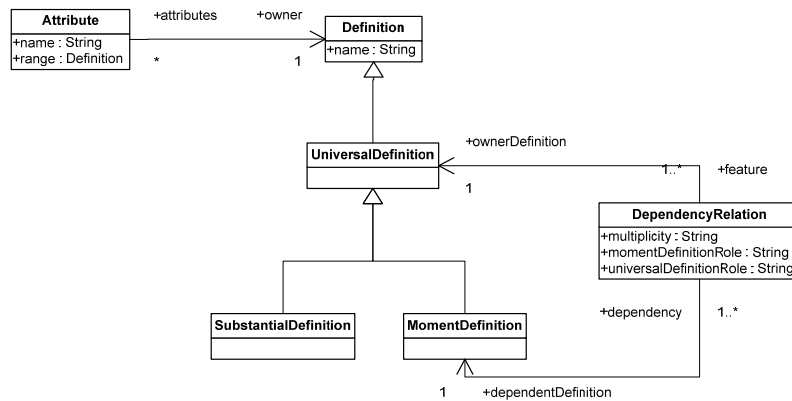 Attribute
+name : String
+range : Definition
+attributes
+owner
*
1
Definition
+name : String
UniversalDefinition
+ownerDefinition
1
1..*
+feature
DependencyRelation
+multiplicity : String
+momentDefinitionRole : String
+universalDefinitionRole : String
SubstantialDefinition
MomentDefinition
+dependency
1..*
1
+dependentDefinition